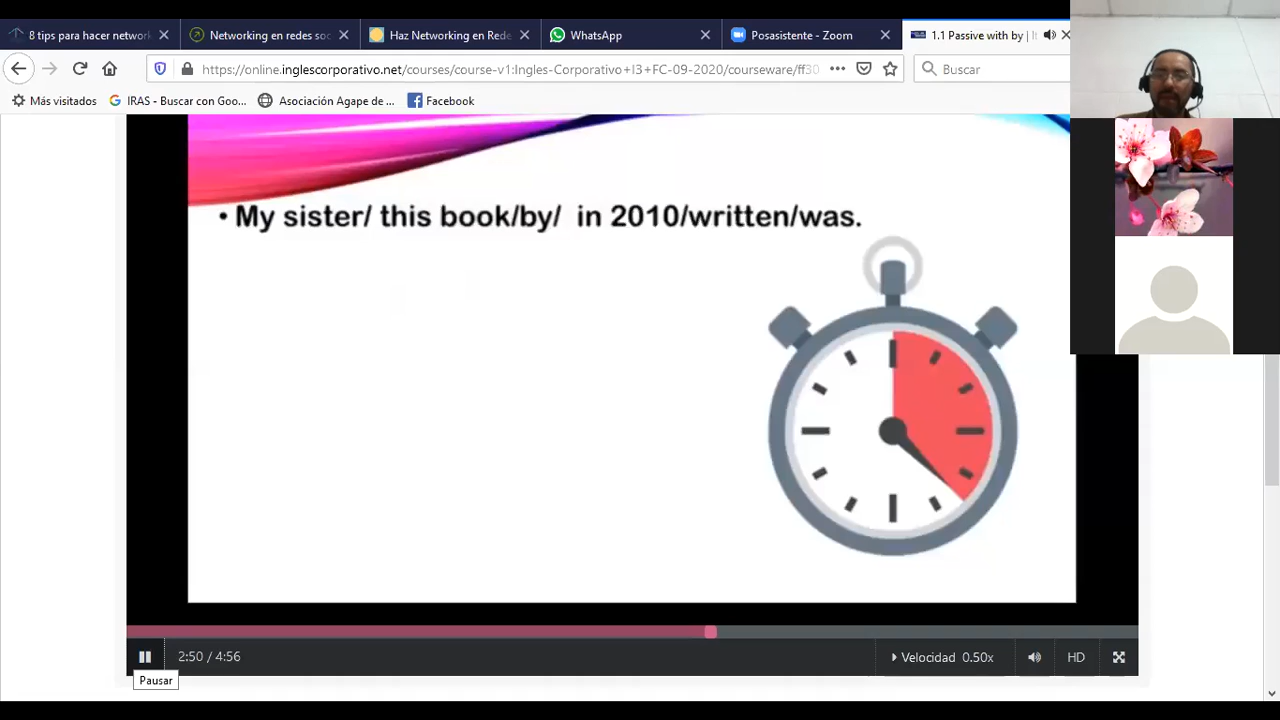 8 tips para hacer network
Networking en redes soc
Haz Networking en Rede
WhatsApp
Posasistente - Zoom
1.1 Passive with by | I
https://online.inglescorporativo.net/courses/course-v1:Ingles-Corporativo+I3+FC-09-2020/courseware/ff30
Buscar
Más visitados
IRAS - Buscar con Goo...
Asociación Agape de ...
Facebook
• My sister/ this book/by/ in 2010/written/was.
2:50 / 4:56
Velocidad 0.50x
HD
Pausar